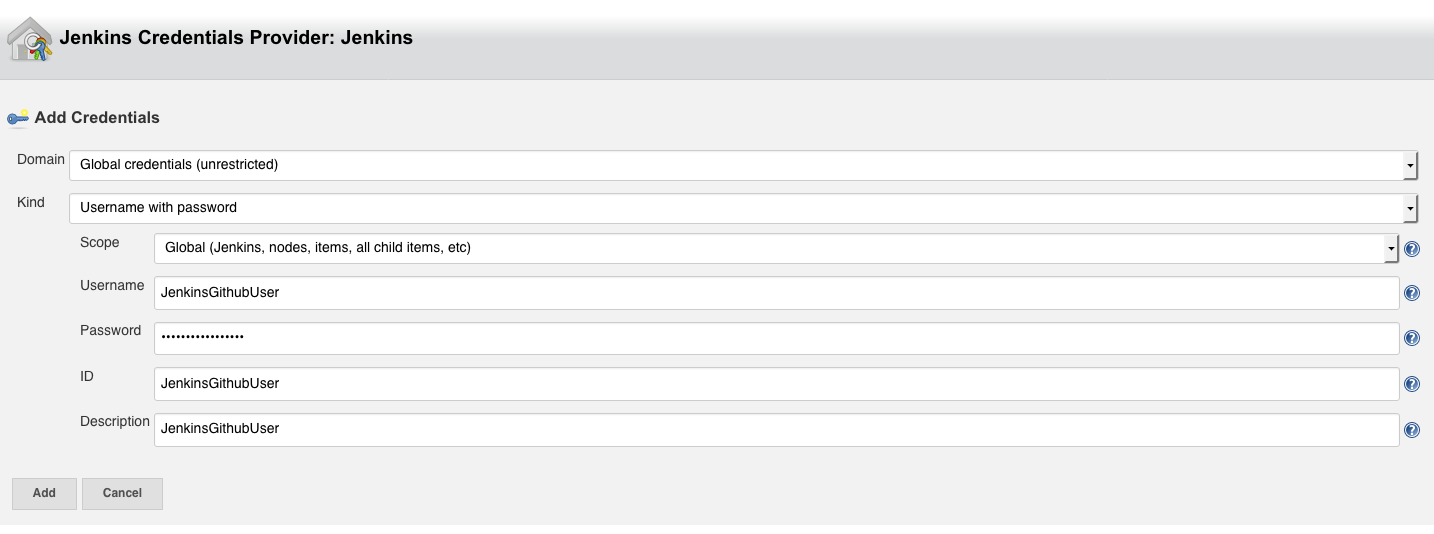 Jenkins Credentials Provider: Jenkins
Add Credentials
Domain Global credentials (unrestricted)
Kind Username with password
Scope Global (Jenkins, nodes, items, all child items, etc)
Username JenkinsGithubUser
Password •••••••••••••••••
ID JenkinsGithubUser
Description JenkinsGithubUser
Add Cancel